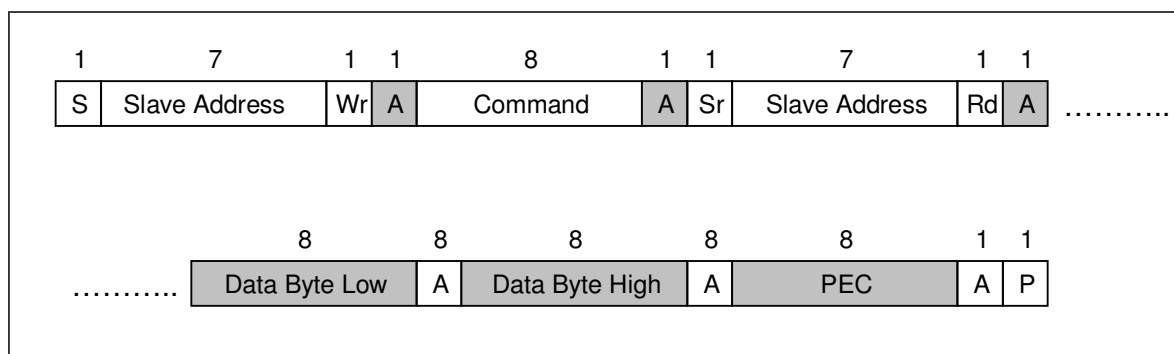 1 7 1 1 8 1 1 7 1 1
S Slave Address Wr A Command A Sr Slave Address Rd A ………..
8 8 8 8 8 1 1
……….. Data Byte Low A Data Byte High A PEC A P